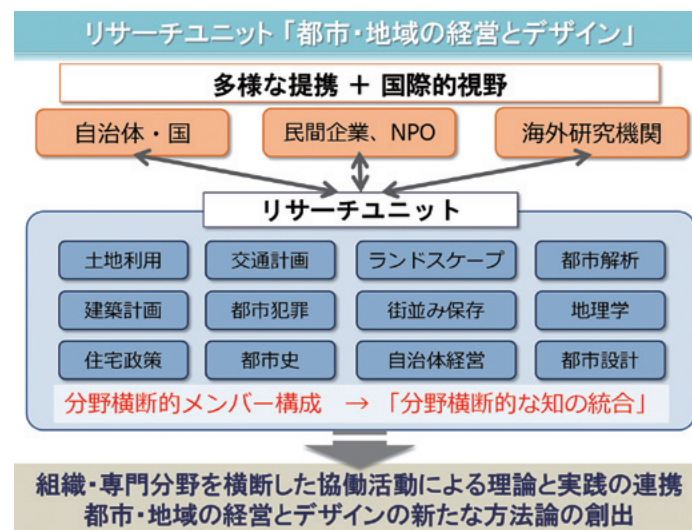 リサーチユニット「都市・地域の経営とデザイン」
多様な提携 + 国際的視野
自治体・国
民間企業、NPO
海外研究機関
リサーチユニット
土地利用
交通計画
ランドスケープ
都市解析
建築計画
都市犯罪
街並み保存
地理学
住宅政策
都市史
自治体経営
都市設計
分野横断的メンバー構成 → 「分野横断的な知の統合」
組織・専門分野を横断した協働活動による理論と実践の連携
都市・地域の経営とデザインの新たな方法論の創出